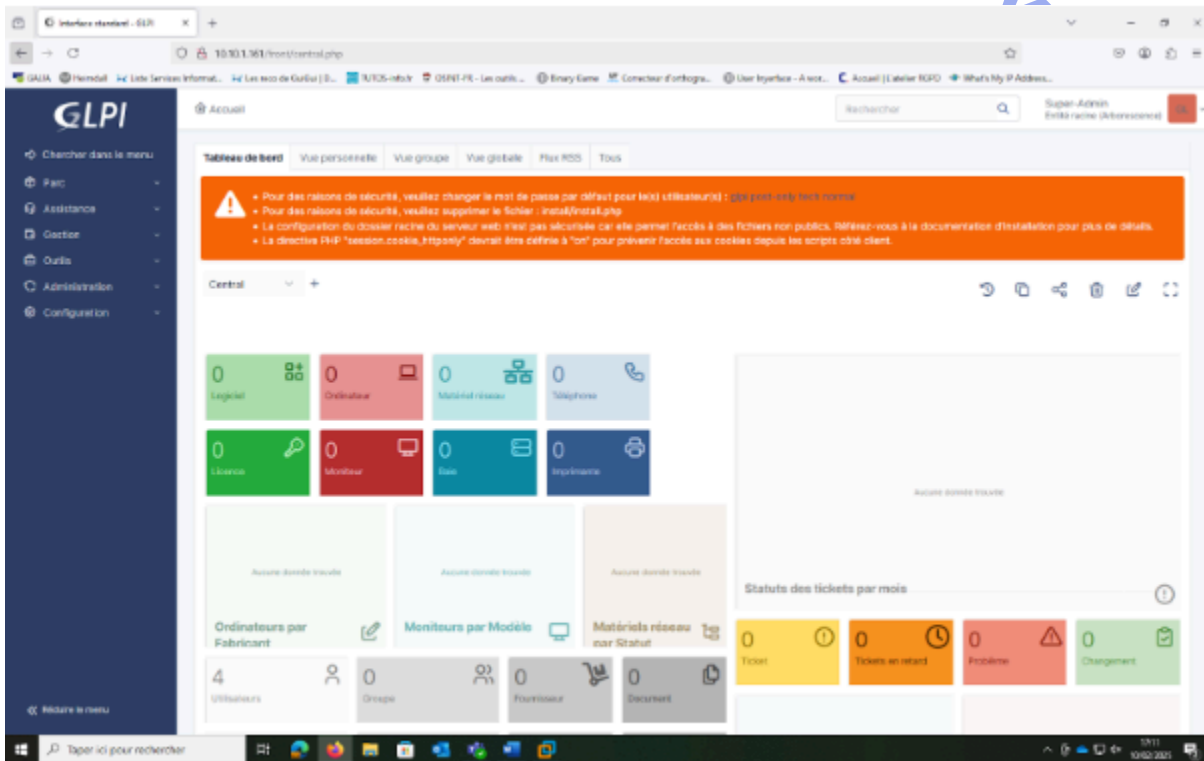 Interface standard - GLPI
10.10.1.161/front/central.php
GLPI
Accueil
Rechercher
Super-Admin
Entité racine (Arborescence)
Chercher dans le menu
Parc
Assistance
Gestion
Outils
Administration
Configuration
Réduire le menu
Tableau de bord Vue personnelle Vue groupe Vue globale Flux RSS Tous
• Pour des raisons de sécurité, veuillez changer le mot de passe par défaut pour le(s) utilisateur(s) : glpi post-only tech normal
• Pour des raisons de sécurité, veuillez supprimer le fichier : install/install.php
• La configuration du dossier racine du serveur web n'est pas sécurisée car elle permet l'accès à des fichiers non publics. Référez-vous à la documentation d'installation pour plus de détails.
• La directive PHP "session.cookie_httponly" devrait être définie à "on" pour prévenir l'accès aux cookies depuis les scripts côté client.
Central
0 0 0 0
Logiciel Ordinateur Matériel réseau Téléphone
0 0 0 0
Licence Moniteur Baie Imprimante
Aucune donnée trouvée
Aucune donnée trouvée Aucune donnée trouvée Aucune donnée trouvée
Statuts des tickets par mois
Ordinateurs par
Fabricant
Moniteurs par Modèle
Matériels réseau
par Statut
0 0 0 0
Ticket Tickets en retard Problème Changement
4 0 0 0
Utilisateurs Groupe Fournisseur Document
Taper ici pour rechercher
17:11
10/02/2025